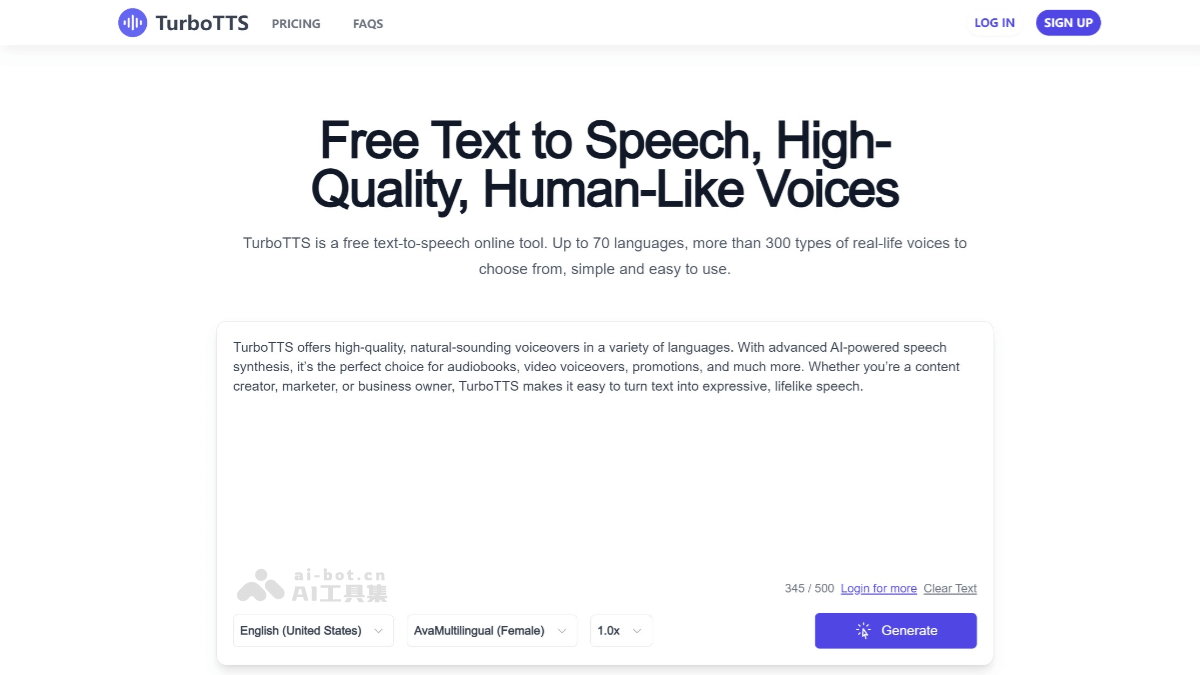 TurboTTS PRICING FAQS LOG IN SIGN UP
Free Text to Speech, High-
Quality, Human-Like Voices
TurboTTS is a free text-to-speech online tool. Up to 70 languages, more than 300 types of real-life voices to
choose from, simple and easy to use.
TurboTTS offers high-quality, natural-sounding voiceovers in a variety of languages. With advanced AI-powered speech
synthesis, it’s the perfect choice for audiobooks, video voiceovers, promotions, and much more. Whether you’re a content
creator, marketer, or business owner, TurboTTS makes it easy to turn text into expressive, lifelike speech.
ai-bot.cn
AI工具集
345 / 500 Login for more Clear Text
English (United States) AvaMultilingual (Female) 1.0x Generate